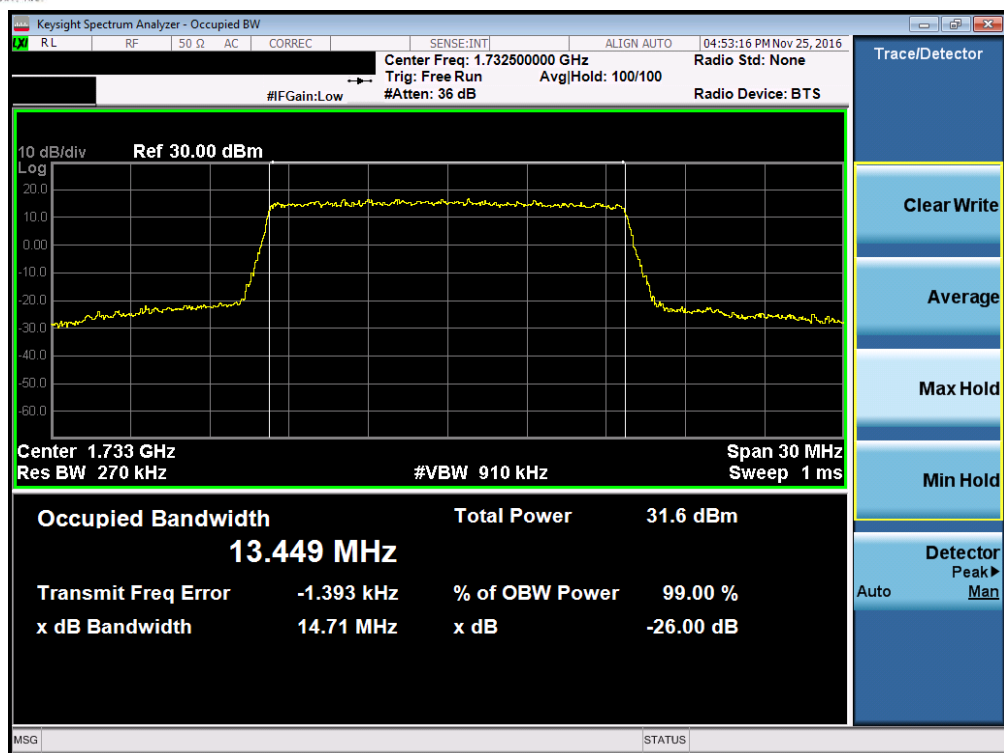 Keysight Spectrum Analyzer - Occupied BW
LXI RL RF 50 Ω AC CORREC SENSE:INT ALIGN AUTO 04:53:16 PM Nov 25, 2016
Center Freq: 1.732500000 GHz Radio Std: None
Trig: Free Run Avg|Hold: 100/100
#IFGain:Low #Atten: 36 dB Radio Device: BTS
10 dB/div Ref 30.00 dBm
Log
20.0
10.0
0.00
-10.0
-20.0
-30.0
-40.0
-50.0
-60.0
Center 1.733 GHz Span 30 MHz
Res BW 270 kHz #VBW 910 kHz Sweep 1 ms
Occupied Bandwidth Total Power 31.6 dBm
13.449 MHz
Transmit Freq Error -1.393 kHz % of OBW Power 99.00 %
x dB Bandwidth 14.71 MHz x dB -26.00 dB
MSG STATUS
Trace/Detector
Clear Write
Average
Max Hold
Min Hold
Detector
Peak▶
Auto Man